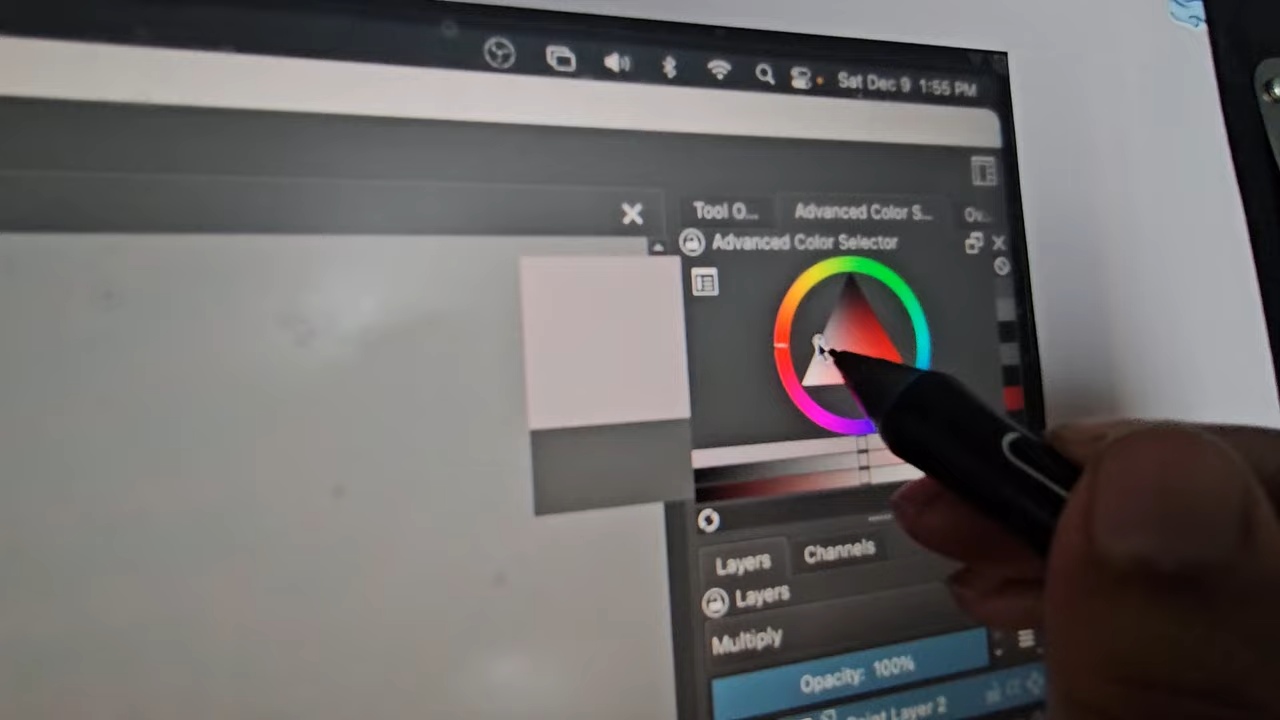 Sat Dec 9 1:55 PM
Tool O... Advanced Color S... Ov...
Advanced Color Selector
Layers Channels
Layers
Multiply
Opacity: 100%
Paint Layer 2